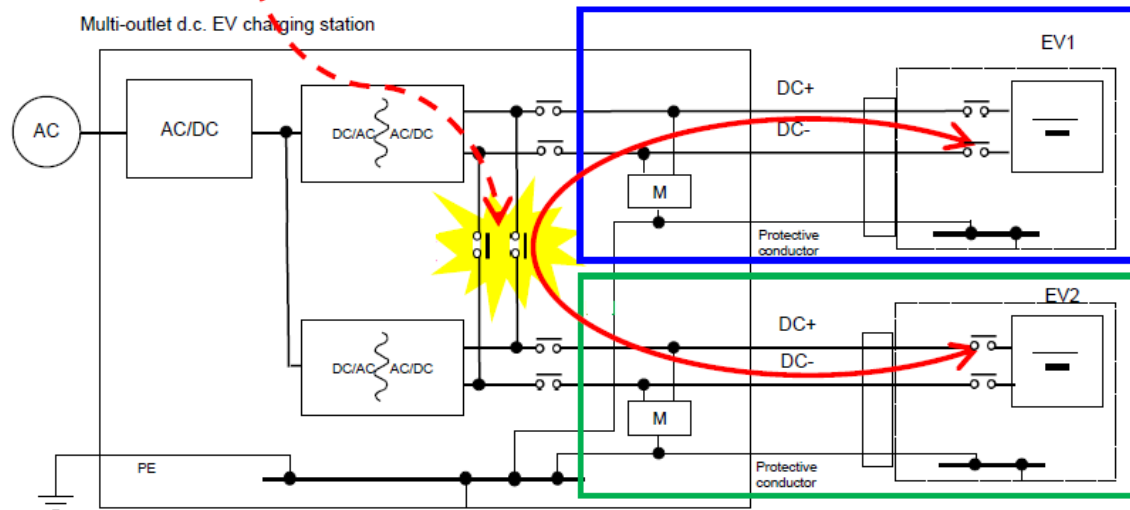 Multi-outlet d.c. EV charging station
EV1
AC
AC/DC
DC/AC
AC/DC
DC+
DC-
M
Protective
conductor
EV2
DC/AC
AC/DC
DC+
DC-
M
PE
Protective
conductor